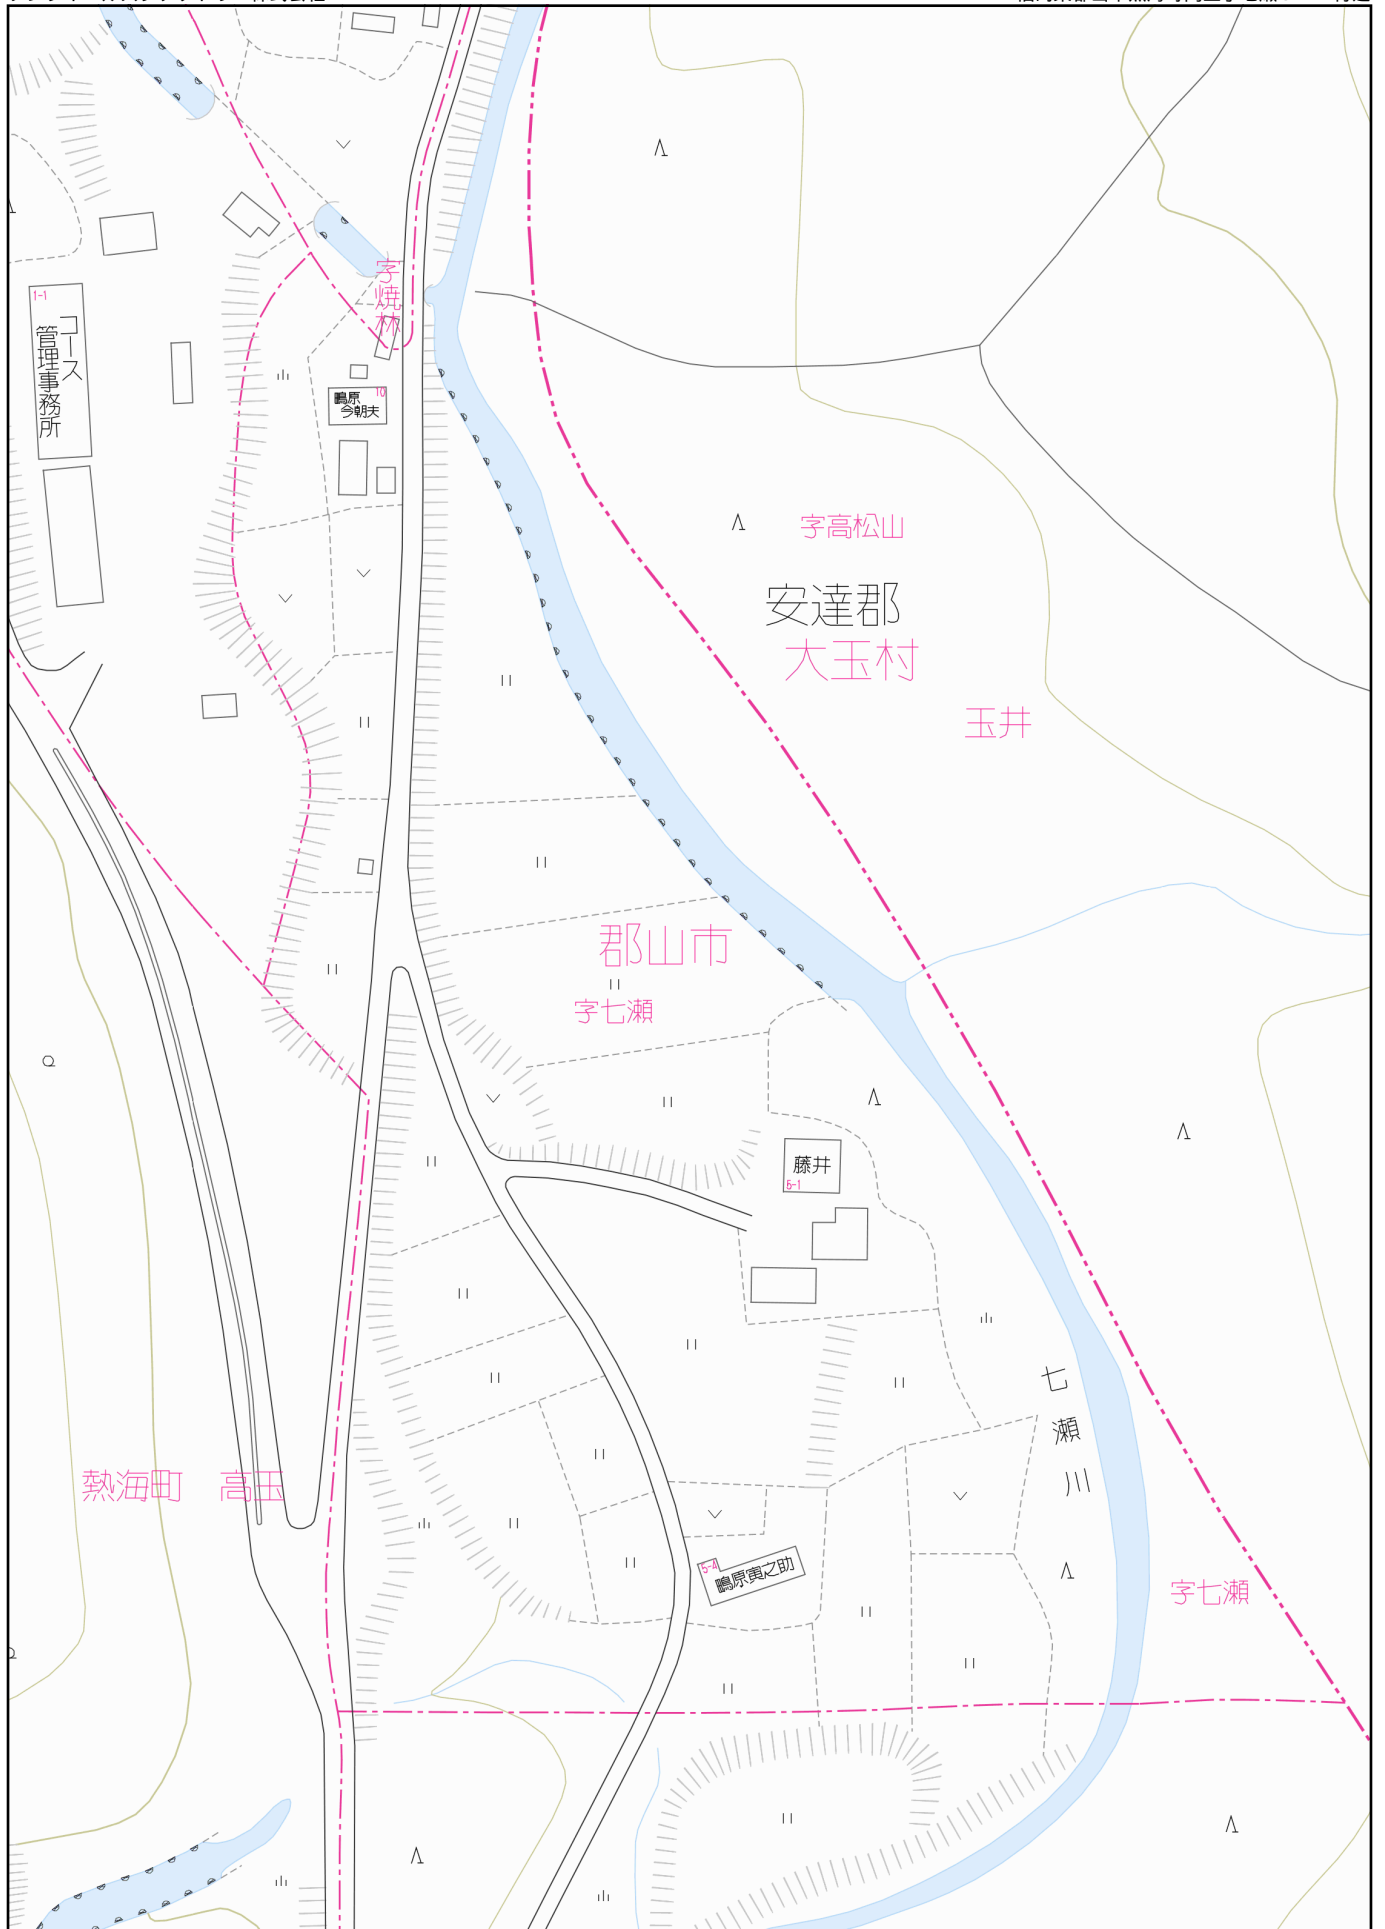 1-1
コース
管理事務所
字焼林
10
鴫原
今朝夫
字高松山
安達郡
大玉村
玉井
郡山市
字七瀬
藤井
5-1
七瀬川
熱海町 高玉
5-4
鴫原寅之助
字七瀬